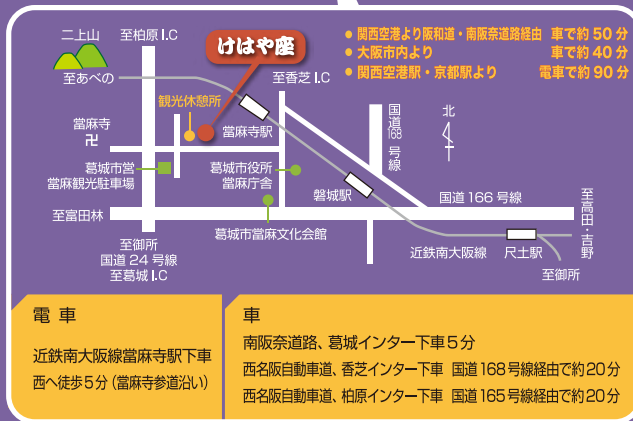 二上山
至柏原 I.C
けはや座
● 関西空港より阪和道・南阪奈道路経由 車で約50分
● 大阪市内より 車で約40分
● 関西空港駅・京都駅より 電車で約90分
至あべの
至香芝 I.C
観光休憩所
當麻寺
卍
當麻寺駅
国道168号線
北
葛城市営
當麻観光駐車場
葛城市役所
當麻庁舎
磐城駅
国道166号線
至高田・吉野
至富田林
葛城市當麻文化会館
至御所
国道24号線
至葛城 I.C
近鉄南大阪線
尺土駅
至御所
電車
近鉄南大阪線當麻寺駅下車
西へ徒歩5分(當麻寺参道沿い)
車
南阪奈道路、葛城インター下車5分
西名阪自動車道、香芝インター下車 国道168号線経由で約20分
西名阪自動車道、柏原インター下車 国道165号線経由で約20分